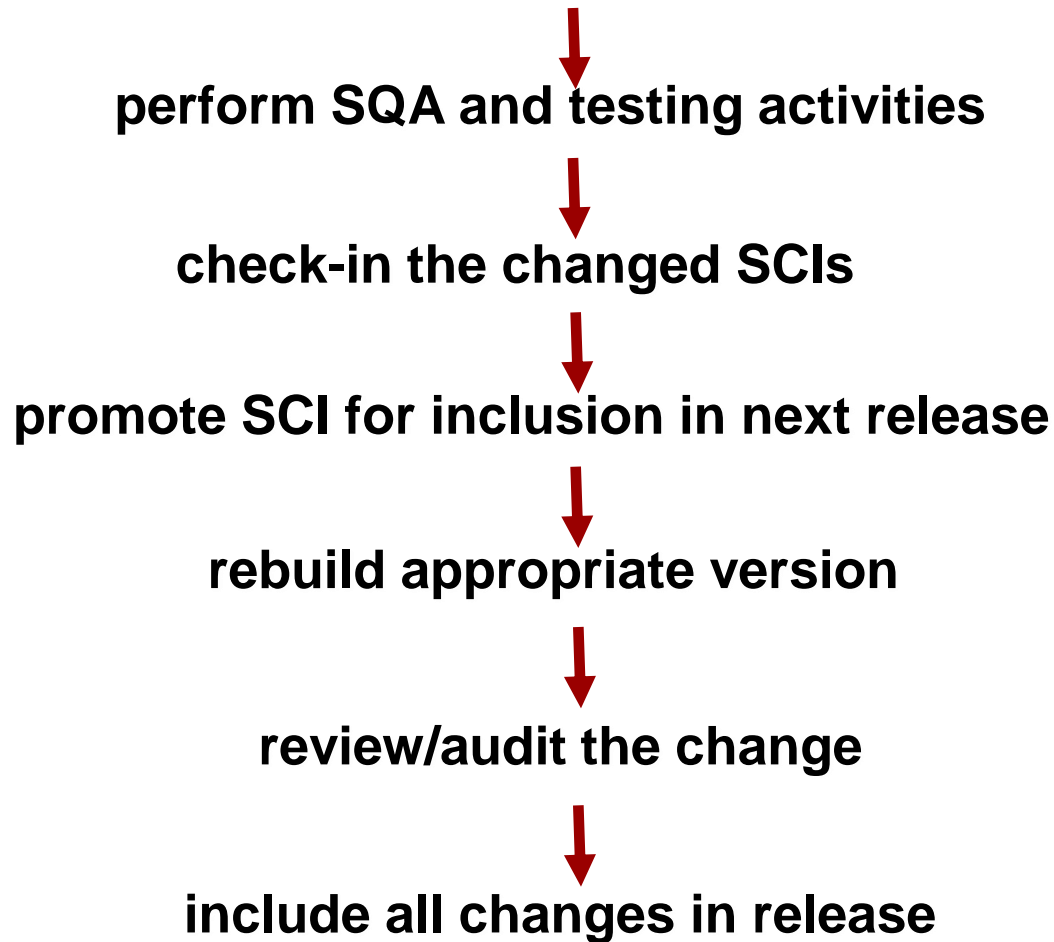 perform SQA and testing activities
check-in the changed SCIs
promote SCI for inclusion in next release
rebuild appropriate version
review/audit the change
include all changes in release